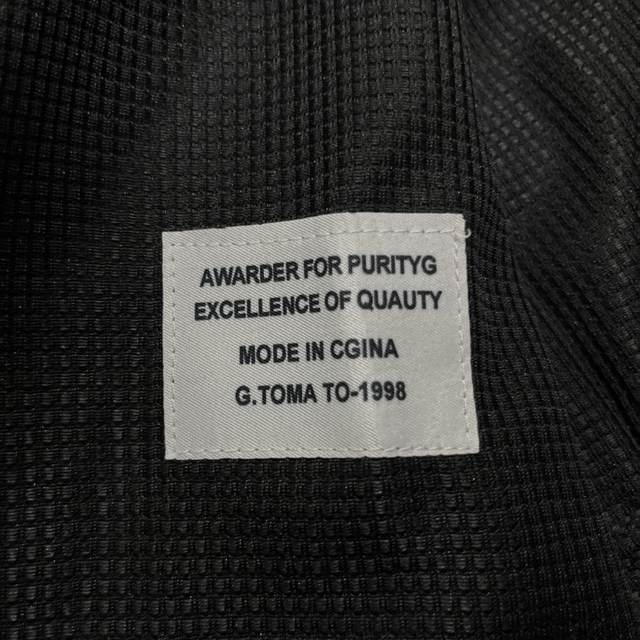 AWARDER FOR PURITYG
EXCELLENCE OF QUAUTY
MODE IN CGINA
G.TOMA TO-1998